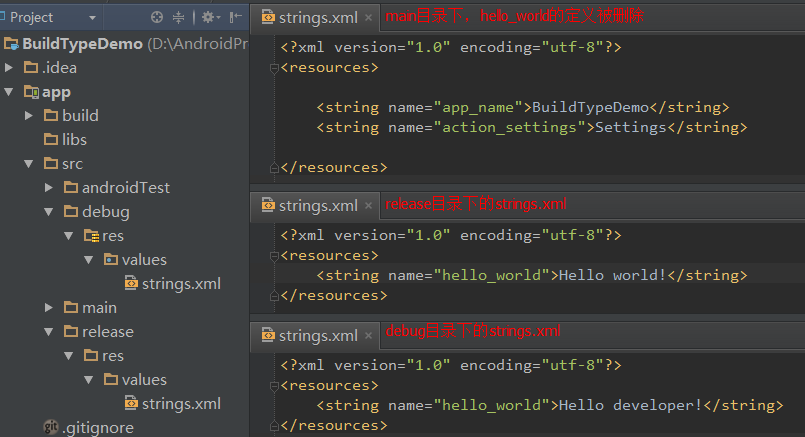 Project
BuildTypeDemo (D:\AndroidPr
.idea
app
build
libs
src
androidTest
debug
res
values
strings.xml
main
release
res
values
strings.xml
.gitignore
strings.xml × main目录下，hello_world的定义被删除
<?xml version="1.0" encoding="utf-8"?>
<resources>
<string name="app_name">BuildTypeDemo</string>
<string name="action_settings">Settings</string>
</resources>
strings.xml × release目录下的strings.xml
<?xml version="1.0" encoding="utf-8"?>
<resources>
<string name="hello_world">Hello world!</string>
</resources>
strings.xml × debug目录下的strings.xml
<?xml version="1.0" encoding="utf-8"?>
<resources>
<string name="hello_world">Hello developer!</string>
</resources>